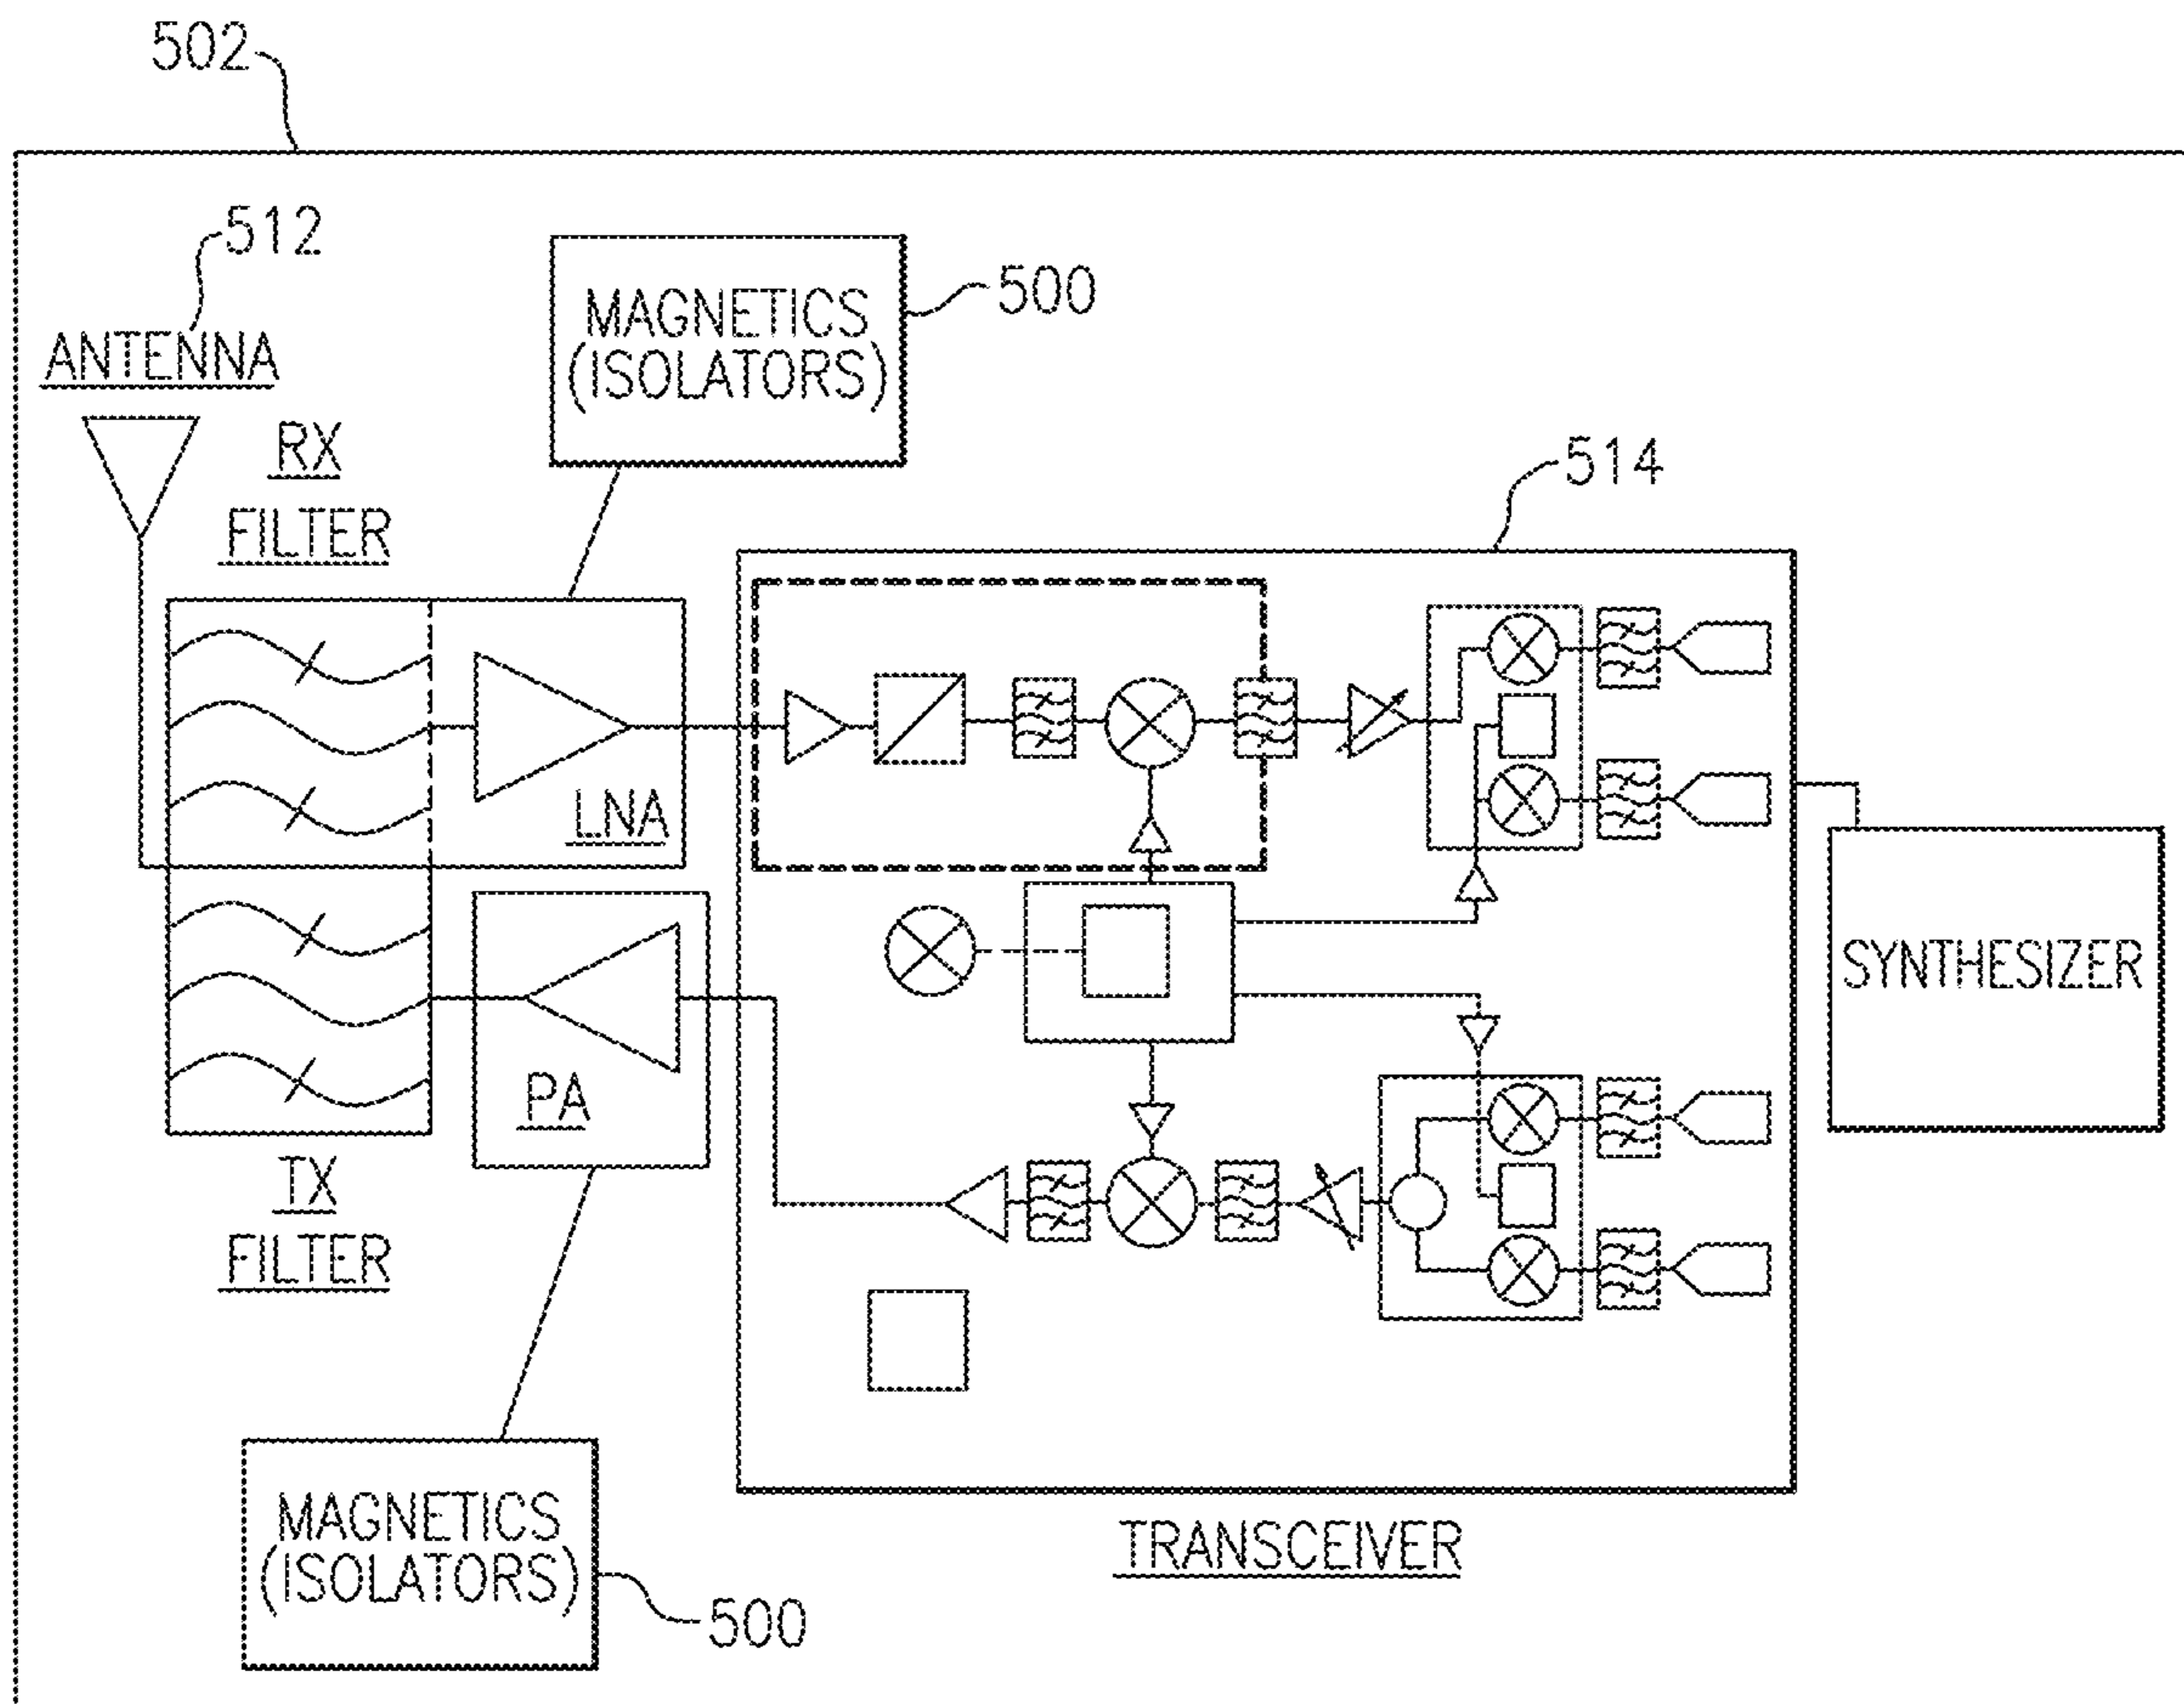 502
512
ANTENNA
MAGNETICS
(ISOLATORS)
500
RX
FILTER
514
LNA
SYNTHESIZER
PA
TX
FILTER
MAGNETICS
(ISOLATORS)
500
TRANSCEIVER